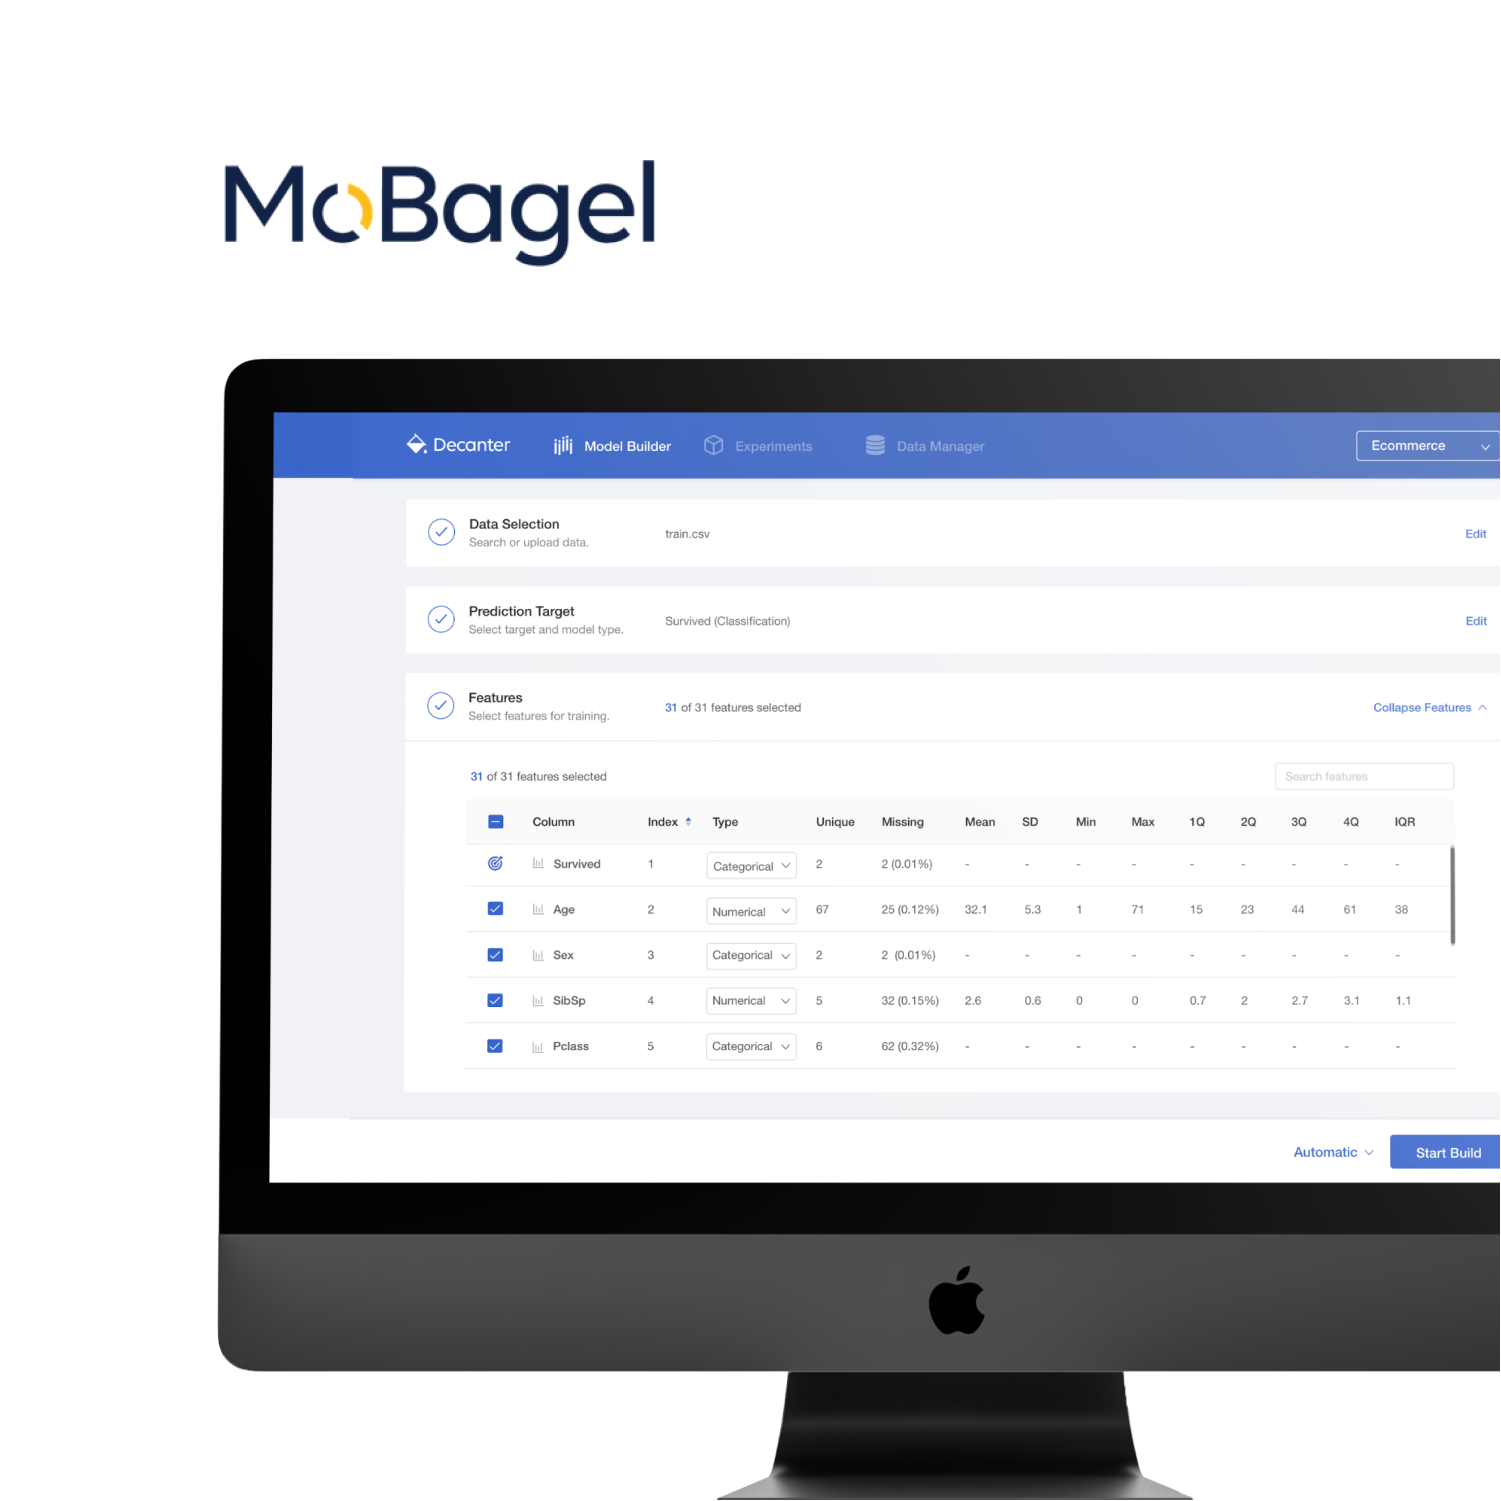 MoBagel
Decanter Model Builder Experiments Data Manager Ecommerce
Data Selection
Search or upload data.
train.csv
Edit
Prediction Target
Select target and model type.
Survived (Classification)
Edit
Features
Select features for training.
31 of 31 features selected
Collapse Features
31 of 31 features selected
Search features
Column Index Type Unique Missing Mean SD Min Max 1Q 2Q 3Q 4Q IQR
Survived 1 Categorical 2 2 (0.01%) - - - - - - - - -
Age 2 Numerical 67 25 (0.12%) 32.1 5.3 1 71 15 23 44 61 38
Sex 3 Categorical 2 2 (0.01%) - - - - - - - - -
SibSp 4 Numerical 5 32 (0.15%) 2.6 0.6 0 0 0.7 2 2.7 3.1 1.1
Pclass 5 Categorical 6 62 (0.32%) - - - - - - - - -
Automatic Start Build